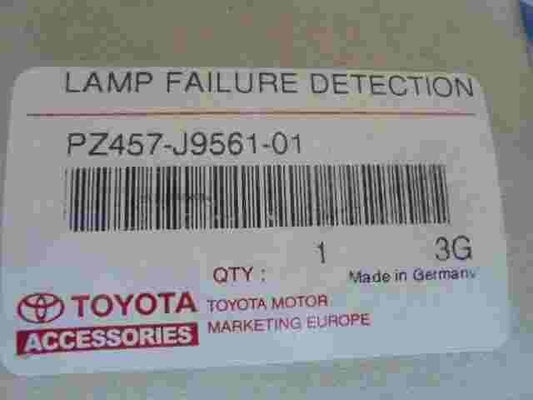 LAMP FAILURE DETECTION
PZ457-J9561-01
QTY : 1 3G
Made in Germany
TOYOTA
ACCESSORIES
TOYOTA MOTOR
MARKETING EUROPE